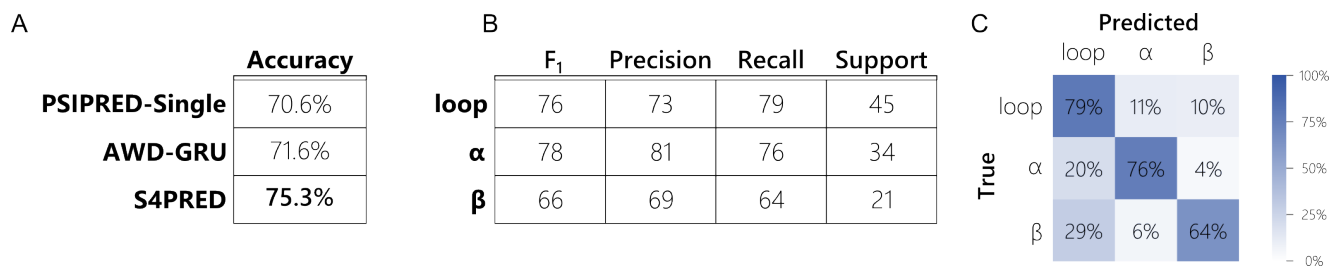 A
Accuracy
PSIPRED-Single 70.6%
AWD-GRU 71.6%
S4PRED 75.3%
B
F₁ Precision Recall Support
loop 76 73 79 45
α 78 81 76 34
β 66 69 64 21
C
Predicted
loop α β
True
loop 79% 11% 10%
α 20% 76% 4%
β 29% 6% 64%
100%
75%
50%
25%
0%